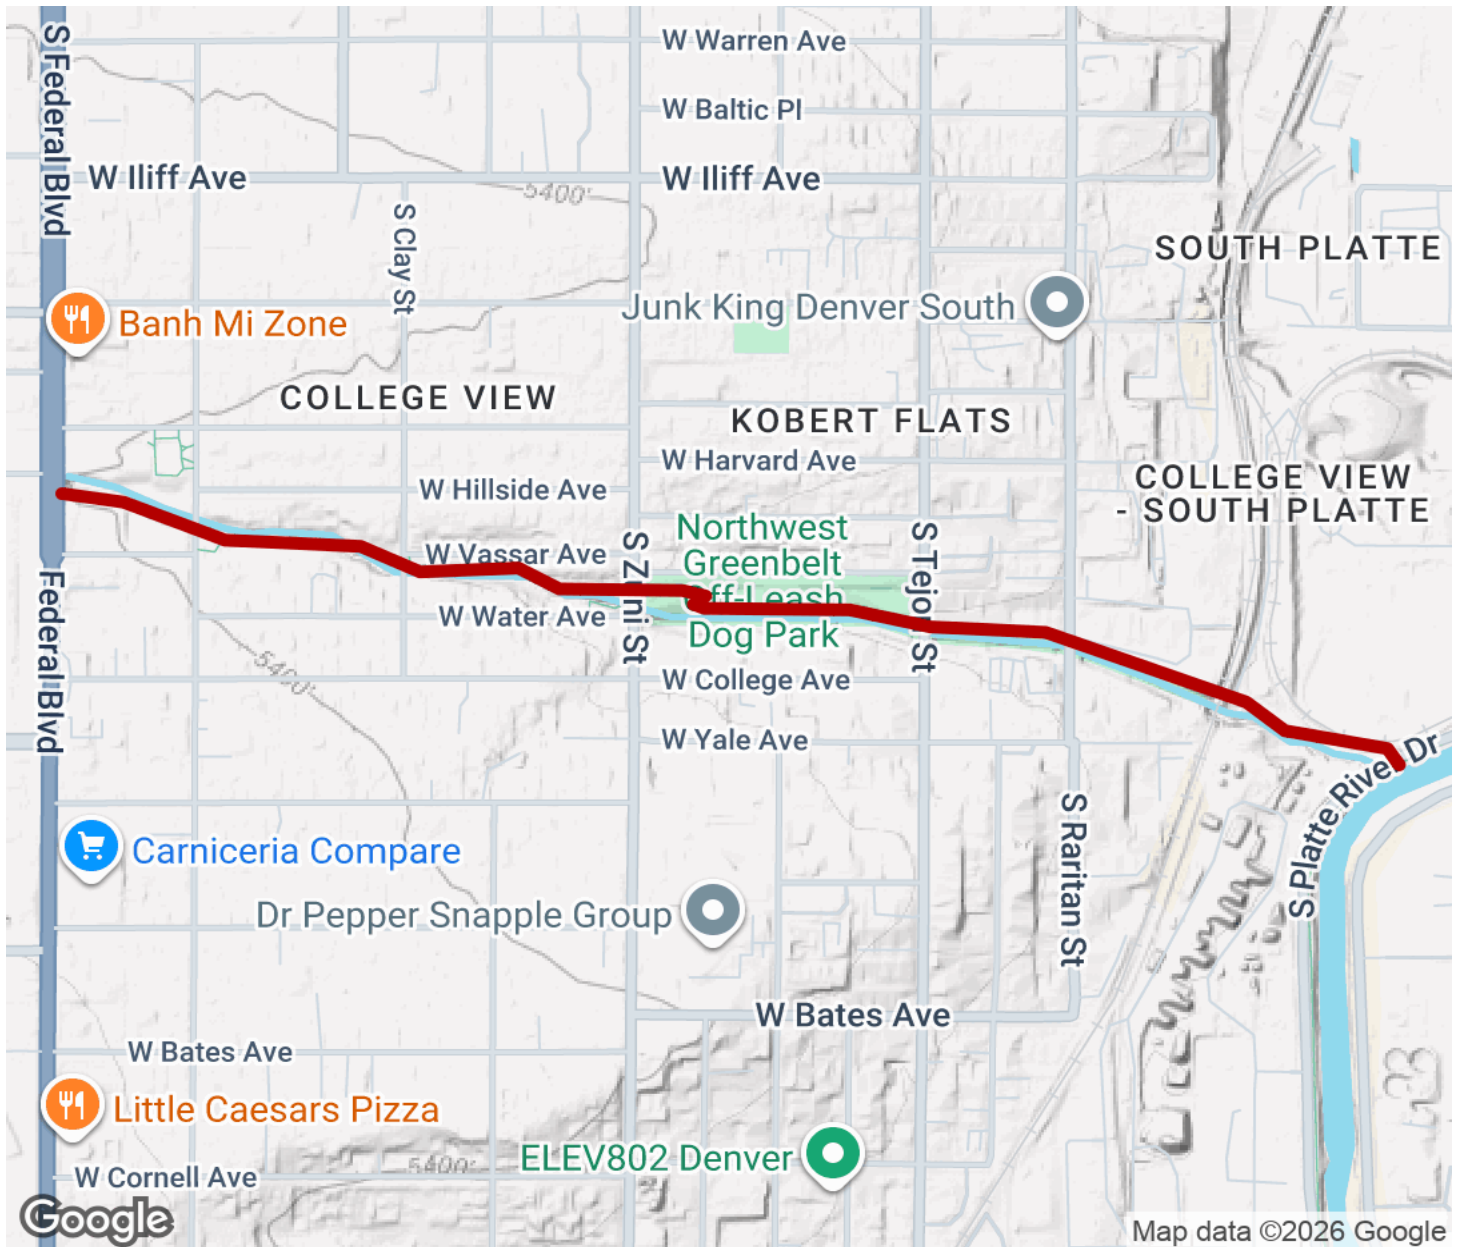 S Federal Blvd
W Warren Ave
W Baltic Pl
W Iliff Ave
W Iliff Ave
5400'
S Clay St
SOUTH PLATTE
Junk King Denver South
Banh Mi Zone
COLLEGE VIEW
KOBERT FLATS
W Harvard Ave
COLLEGE VIEW
- SOUTH PLATTE
W Hillside Ave
Northwest
Greenbelt
Off-Leash
Dog Park
S Tejon St
W Vassar Ave
S Zuni St
W Water Ave
Federal Blvd
5400'
W College Ave
W Yale Ave
S Platte River Dr
S Raritan St
Carniceria Compare
Dr Pepper Snapple Group
W Bates Ave
W Bates Ave
Little Caesars Pizza
ELEV802 Denver
5400'
W Cornell Ave
Google
Map data ©2026 Google